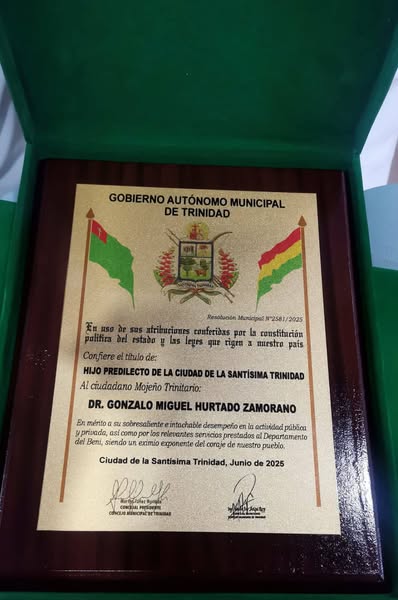 GOBIERNO AUTÓNOMO MUNICIPAL
DE TRINIDAD
Resolución Municipal N°2581/2025
En uso de sus atribuciones conferidas por la constitución
política del estado y las leyes que rigen a nuestro país
Confiere el título de:
HIJO PREDILECTO DE LA CIUDAD DE LA SANTÍSIMA TRINIDAD
Al ciudadano Mojeño Trinitario:
DR. GONZALO MIGUEL HURTADO ZAMORANO
En mérito a su sobresaliente e intachable desempeño en la actividad pública
y privada, así como por los relevantes servicios prestados al Departamento
del Beni, siendo un eximio exponente del coraje de nuestro pueblo.
Ciudad de la Santísima Trinidad, Junio de 2025
CONCEJAL PRESIDENTE
CONCEJO MUNICIPAL DE TRINIDAD